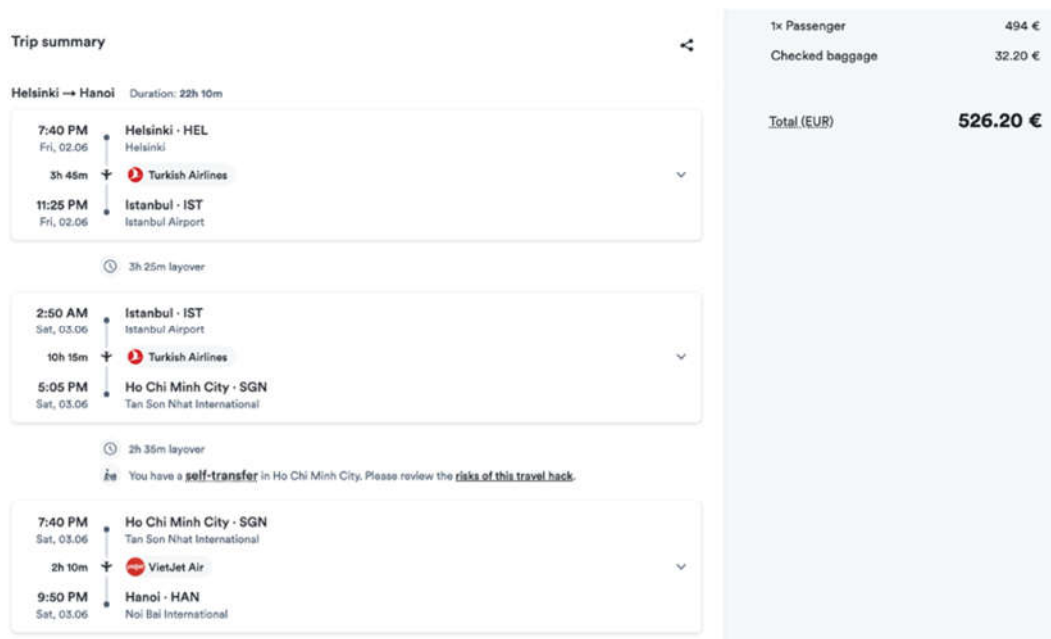 Trip summary
Helsinki → Hanoi Duration: 22h 10m
7:40 PM Helsinki · HEL
Fri, 02.06 Helsinki
3h 45m Turkish Airlines
11:25 PM Istanbul · IST
Fri, 02.06 Istanbul Airport
3h 25m layover
2:50 AM Istanbul · IST
Sat, 03.06 Istanbul Airport
10h 15m Turkish Airlines
5:05 PM Ho Chi Minh City · SGN
Sat, 03.06 Tan Son Nhat International
2h 35m layover
You have a self-transfer in Ho Chi Minh City. Please review the risks of this travel hack.
7:40 PM Ho Chi Minh City · SGN
Sat, 03.06 Tan Son Nhat International
2h 10m VietJet Air
9:50 PM Hanoi · HAN
Sat, 03.06 Noi Bai International
1x Passenger 494 €
Checked baggage 32.20 €
Total (EUR) 526.20 €